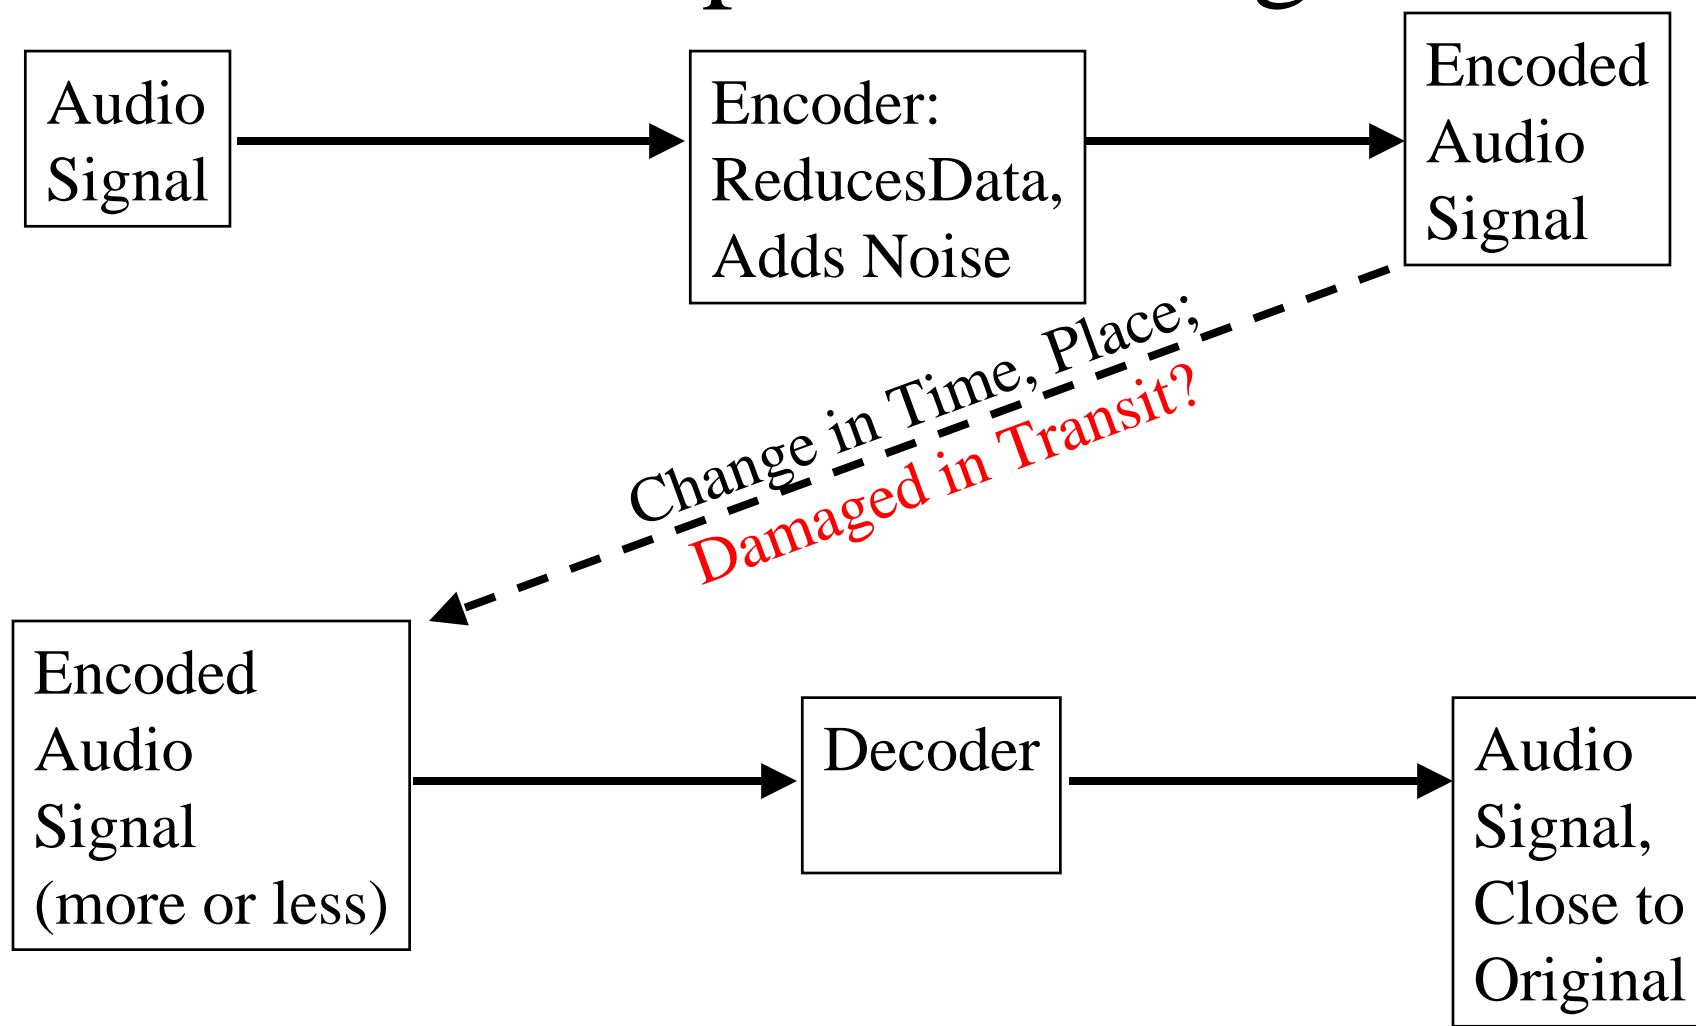 Audio
Signal
Encoder:
ReducesData,
Adds Noise
Encoded
Audio
Signal
Change in Time, Place;
Damaged in Transit?
Encoded
Audio
Signal
(more or less)
Decoder
Audio
Signal,
Close to
Original